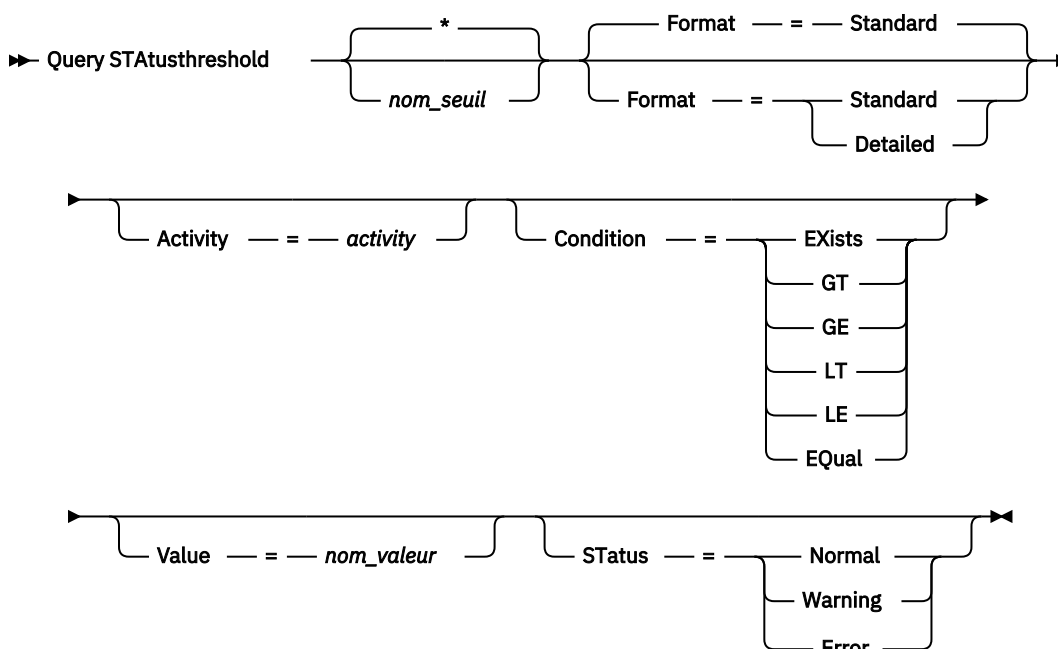 *
Format = Standard
Query STAtusthreshold
nom_seuil
Format = Standard
Detailed
Activity = activity
Condition = EXists
GT
GE
LT
LE
EQual
Value = nom_valeur
STatus = Normal
Warning
Error